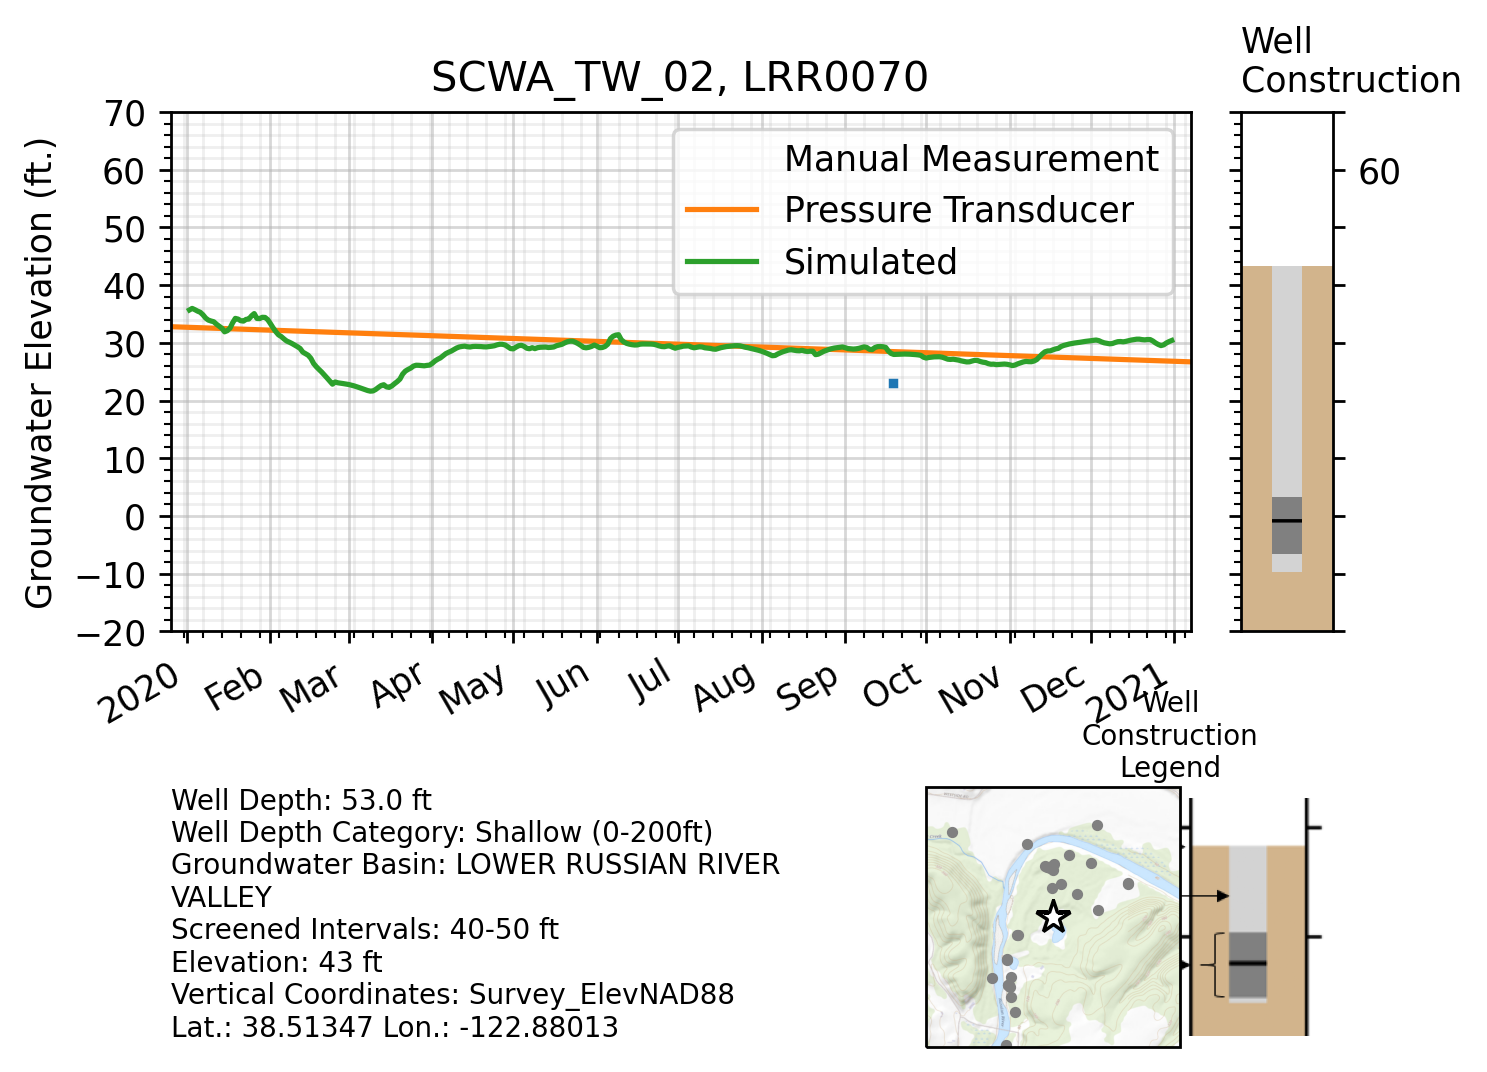 Well
Construction
SCWA_TW_02, LRR0070
Groundwater Elevation (ft.)
70
60
50
40
30
20
10
0
−10
−20
Manual Measurement
Pressure Transducer
Simulated
60
2020
Feb
Mar
Apr
May
Jun
Jul
Aug
Sep
Oct
Nov
Dec
2021
Well
Construction
Legend
Well Depth: 53.0 ft
Well Depth Category: Shallow (0-200ft)
Groundwater Basin: LOWER RUSSIAN RIVER
VALLEY
Screened Intervals: 40-50 ft
Elevation: 43 ft
Vertical Coordinates: Survey_ElevNAD88
Lat.: 38.51347 Lon.: -122.88013